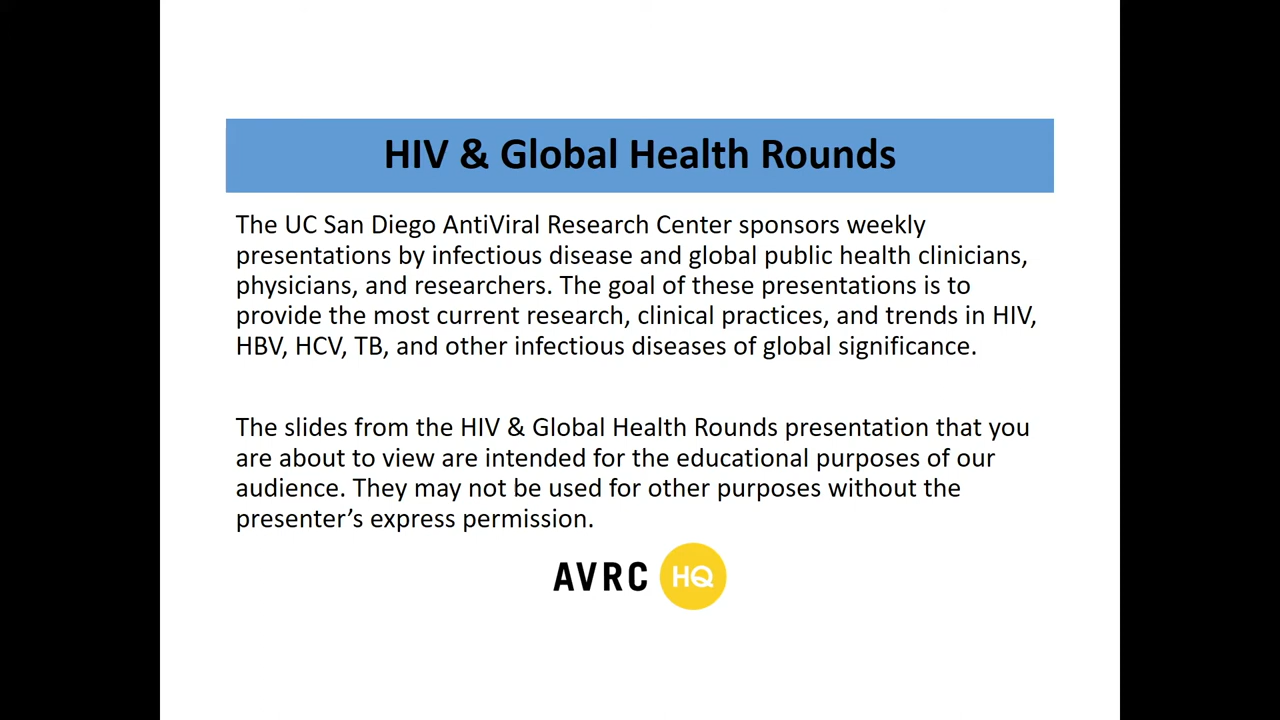 HIV & Global Health Rounds
The UC San Diego AntiViral Research Center sponsors weekly
presentations by infectious disease and global public health clinicians,
physicians, and researchers. The goal of these presentations is to
provide the most current research, clinical practices, and trends in HIV,
HBV, HCV, TB, and other infectious diseases of global significance.
The slides from the HIV & Global Health Rounds presentation that you
are about to view are intended for the educational purposes of our
audience. They may not be used for other purposes without the
presenter’s express permission.
AVRC HQ